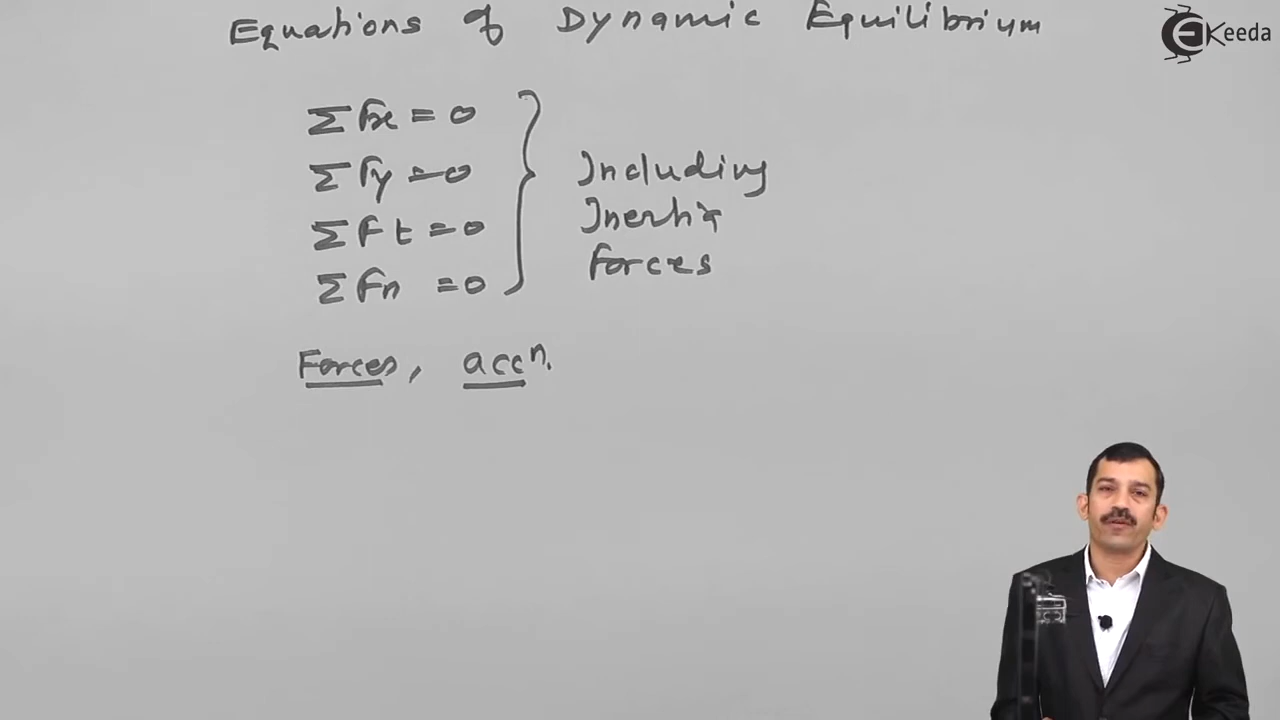 Equations of Dynamic Equilibrium
EKeeda
ΣFx = 0
ΣFy = 0
ΣFt = 0
ΣFn = 0
Including
Inertia
forces
Forces, accⁿ.